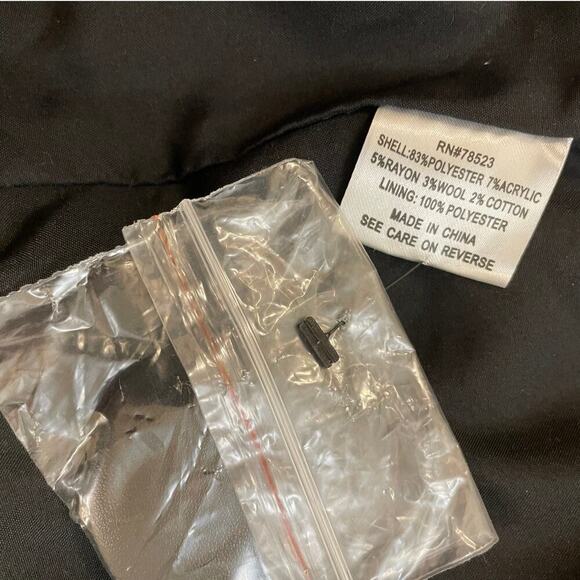 RN#78523
SHELL:83%POLYESTER 7%ACRYLIC
5%RAYON 3%WOOL 2%COTTON
LINING: 100%POLYESTER
MADE IN CHINA
SEE CARE ON REVERSE